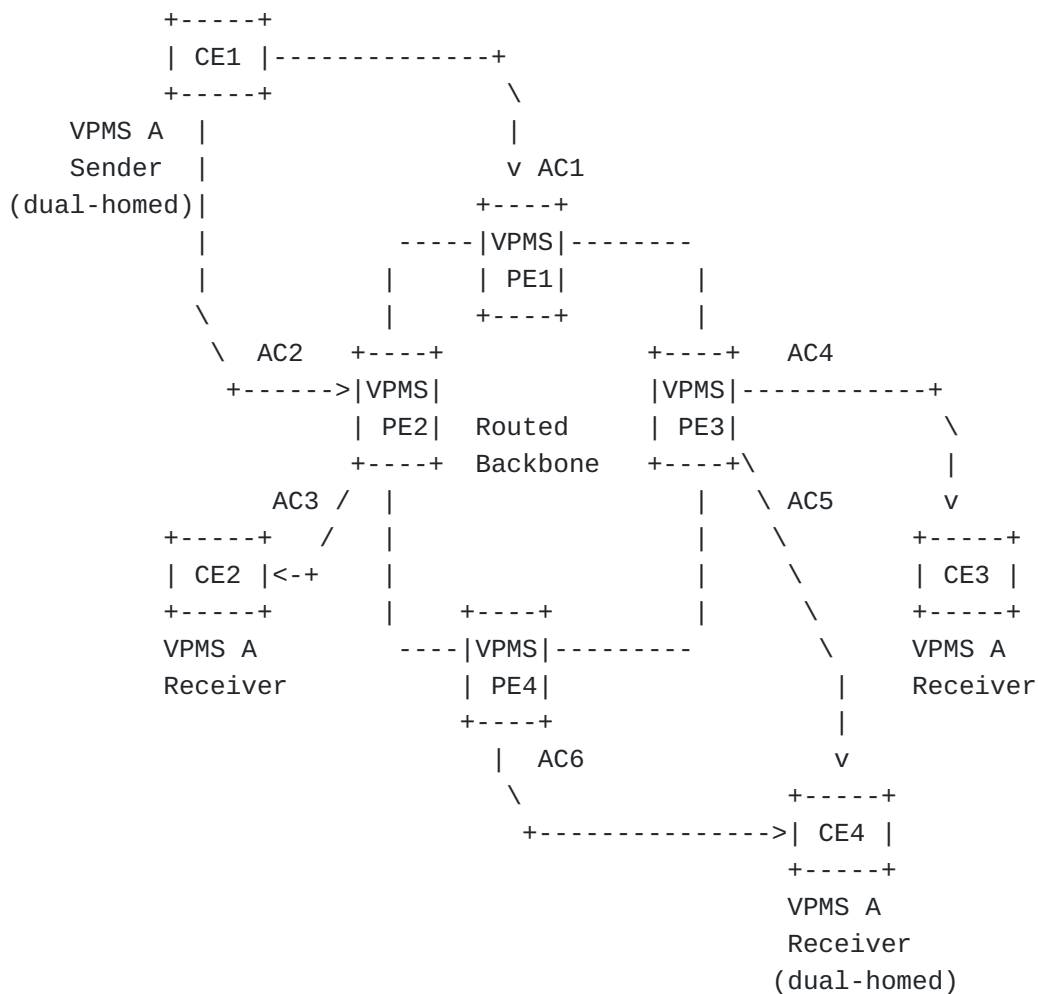 CE1
VPMS A
Sender
AC1
(dual-homed)
VPMS
PE1
AC2
AC4
VPMS
VPMS
PE2
Routed
PE3
Backbone
AC3
AC5
CE2
CE3
VPMS A
VPMS
VPMS A
Receiver
PE4
Receiver
AC6
CE4
VPMS A
Receiver
(dual-homed)